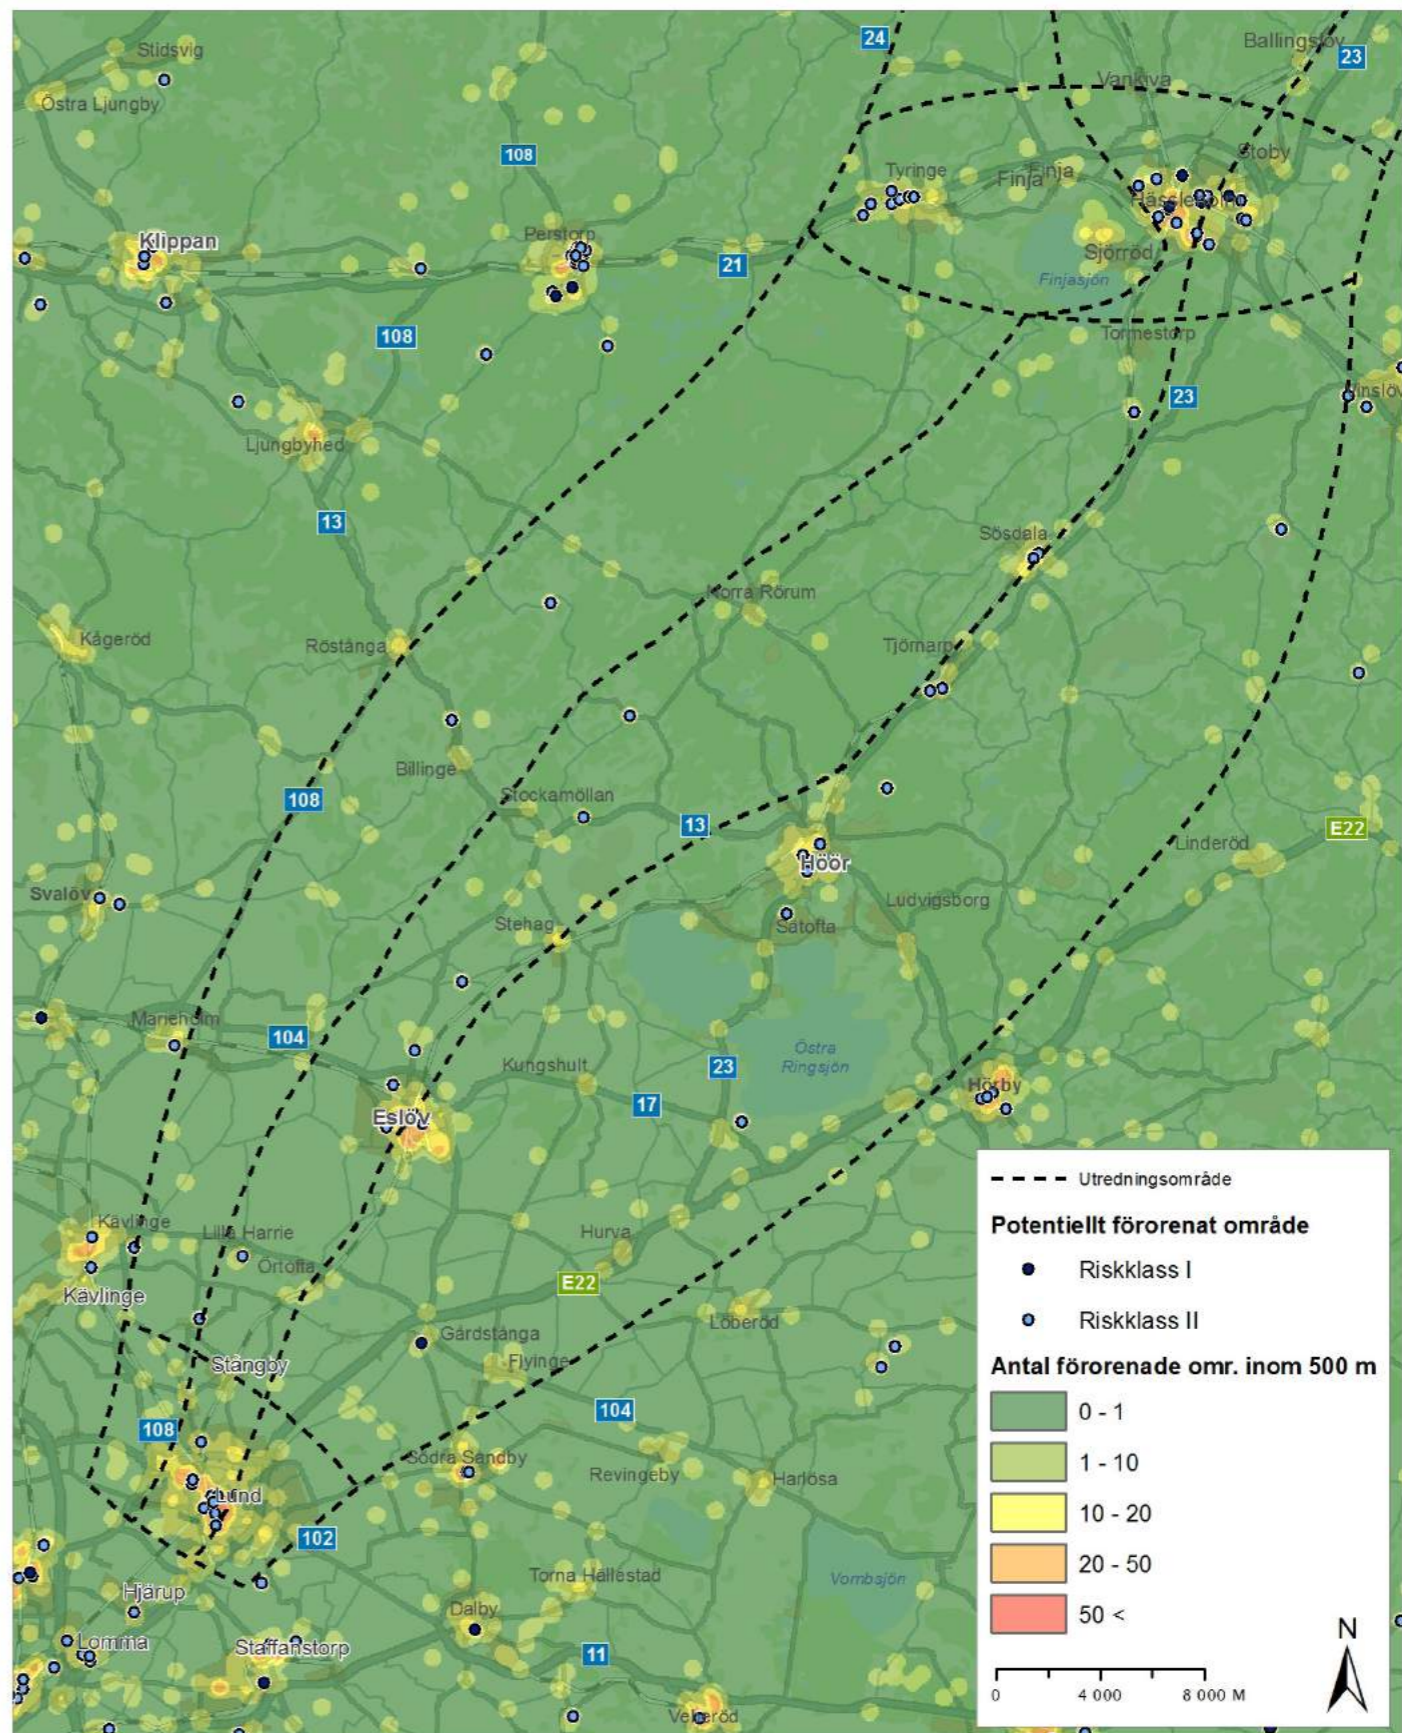 24
Ballingslöv
23
Stidsvig
Vankiva
Östra Ljungby
108
Stoby
Tyringe
Finja
Finja
Hässleholm
Klippan
Perstorp
Sjörröd
21
Finjasjön
108
Tormestorp
23
Vinslöv
Ljungbyhed
13
Sösdala
Norra Rörum
Kågeröd
Röstånga
Tjörnarp
Billinge
108
Stockamöllan
13
E22
Linderöd
Höör
Svalöv
Ludvigsborg
Stehag
Sätofta
Marieholm
104
Östra
Ringsjön
Kungshult
23
Hörby
17
Eslöv
Kävlinge
Lilla Harrie
Hurva
Örtofta
E22
Kävlinge
Löberöd
Gårdstånga
Stångby
Flyinge
104
108
Södra Sandby
Revingeby
Harlösa
Lund
102
Torna Hällestad
Vombsjön
Hjärup
Dalby
Lomma
Staffanstorp
11
Veberöd
Utredningsområde
Potentiellt förorenat område
Riskklass I
Riskklass II
Antal förorenade omr. inom 500 m
0 - 1
1 - 10
10 - 20
20 - 50
50 <
N
0 4 000 8 000 M